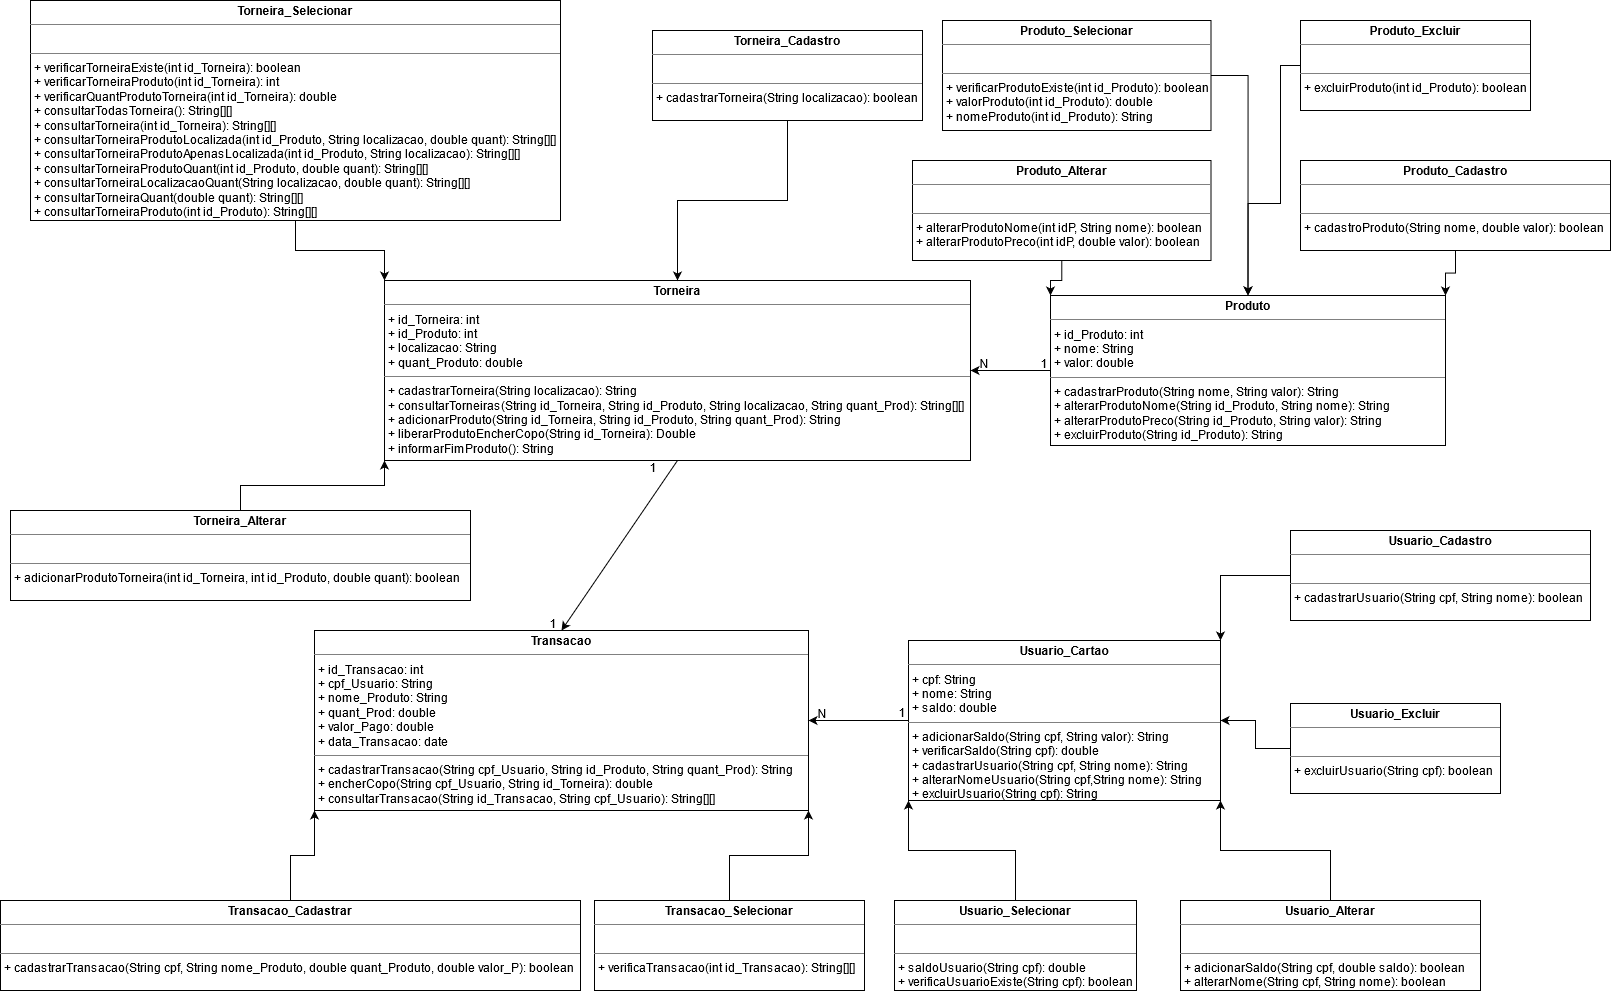 Torneira_Selecionar
+ verificarTorneiraExiste(int id_Torneira): boolean
+ verificarTorneiraProduto(int id_Torneira): int
+ verificarQuantProdutoTorneira(int id_Torneira): double
+ consultarTodasTorneira(): String[][]
+ consultarTorneira(int id_Torneira): String[][]
+ consultarTorneiraProdutoLocalizada(int id_Produto, String localizacao, double quant): String[][]
+ consultarTorneiraProdutoApenasLocalizada(int id_Produto, String localizacao): String[][]
+ consultarTorneiraProdutoQuant(int id_Produto, double quant): String[][]
+ consultarTorneiraLocalizacaoQuant(String localizacao, double quant): String[][]
+ consultarTorneiraQuant(double quant): String[][]
+ consultarTorneiraProduto(int id_Produto): String[][]
Torneira_Cadastro
+ cadastrarTorneira(String localizacao): boolean
Produto_Selecionar
+ verificarProdutoExiste(int id_Produto): boolean
+ valorProduto(int id_Produto): double
+ nomeProduto(int id_Produto): String
Produto_Excluir
+ excluirProduto(int id_Produto): boolean
Produto_Alterar
+ alterarProdutoNome(int idP, String nome): boolean
+ alterarProdutoPreco(int idP, double valor): boolean
Produto_Cadastro
+ cadastroProduto(String nome, double valor): boolean
Torneira
+ id_Torneira: int
+ id_Produto: int
+ localizacao: String
+ quant_Produto: double
+ cadastrarTorneira(String localizacao): String
+ consultarTorneiras(String id_Torneira, String id_Produto, String localizacao, String quant_Prod): String[][]
+ adicionarProduto(String id_Torneira, String id_Produto, String quant_Prod): String
+ liberarProdutoEncherCopo(String id_Torneira): Double
+ informarFimProduto(): String
N
1
Produto
+ id_Produto: int
+ nome: String
+ valor: double
+ cadastrarProduto(String nome, String valor): String
+ alterarProdutoNome(String id_Produto, String nome): String
+ alterarProdutoPreco(String id_Produto, String valor): String
+ excluirProduto(String id_Produto): String
1
Torneira_Alterar
+ adicionarProdutoTorneira(int id_Torneira, int id_Produto, double quant): boolean
1
Transacao
+ id_Transacao: int
+ cpf_Usuario: String
+ nome_Produto: String
+ quant_Prod: double
+ valor_Pago: double
+ data_Transacao: date
+ cadastrarTransacao(String cpf_Usuario, String id_Produto, String quant_Prod): String
+ encherCopo(String cpf_Usuario, String id_Torneira): double
+ consultarTransacao(String id_Transacao, String cpf_Usuario): String[][]
N
1
Usuario_Cartao
+ cpf: String
+ nome: String
+ saldo: double
+ adicionarSaldo(String cpf, String valor): String
+ verificarSaldo(String cpf): double
+ cadastrarUsuario(String cpf, String nome): String
+ alterarNomeUsuario(String cpf,String nome): String
+ excluirUsuario(String cpf): String
Usuario_Cadastro
+ cadastrarUsuario(String cpf, String nome): boolean
Usuario_Excluir
+ excluirUsuario(String cpf): boolean
Transacao_Cadastrar
+ cadastrarTransacao(String cpf, String nome_Produto, double quant_Produto, double valor_P): boolean
Transacao_Selecionar
+ verificaTransacao(int id_Transacao): String[][]
Usuario_Selecionar
+ saldoUsuario(String cpf): double
+ verificaUsuarioExiste(String cpf): boolean
Usuario_Alterar
+ adicionarSaldo(String cpf, double saldo): boolean
+ alterarNome(String cpf, String nome): boolean